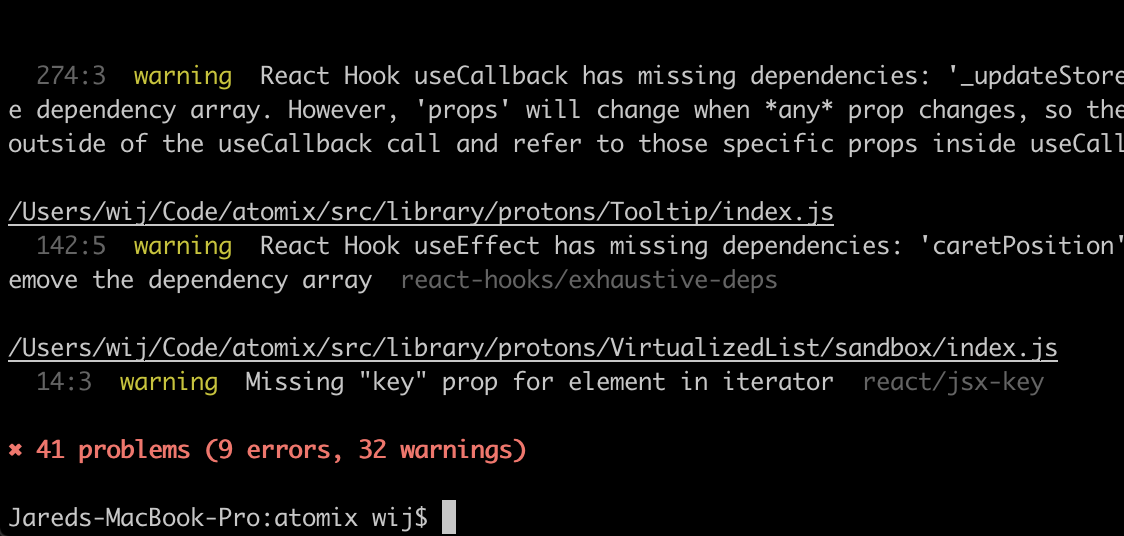 274:3  warning  React Hook useCallback has missing dependencies: '_updateStore
e dependency array. However, 'props' will change when *any* prop changes, so the
outside of the useCallback call and refer to those specific props inside useCall
/Users/wij/Code/atomix/src/library/protons/Tooltip/index.js
142:5  warning  React Hook useEffect has missing dependencies: 'caretPosition'
emove the dependency array  react-hooks/exhaustive-deps
/Users/wij/Code/atomix/src/library/protons/VirtualizedList/sandbox/index.js
14:3  warning  Missing "key" prop for element in iterator  react/jsx-key
✖ 41 problems (9 errors, 32 warnings)
Jareds-MacBook-Pro:atomix wij$